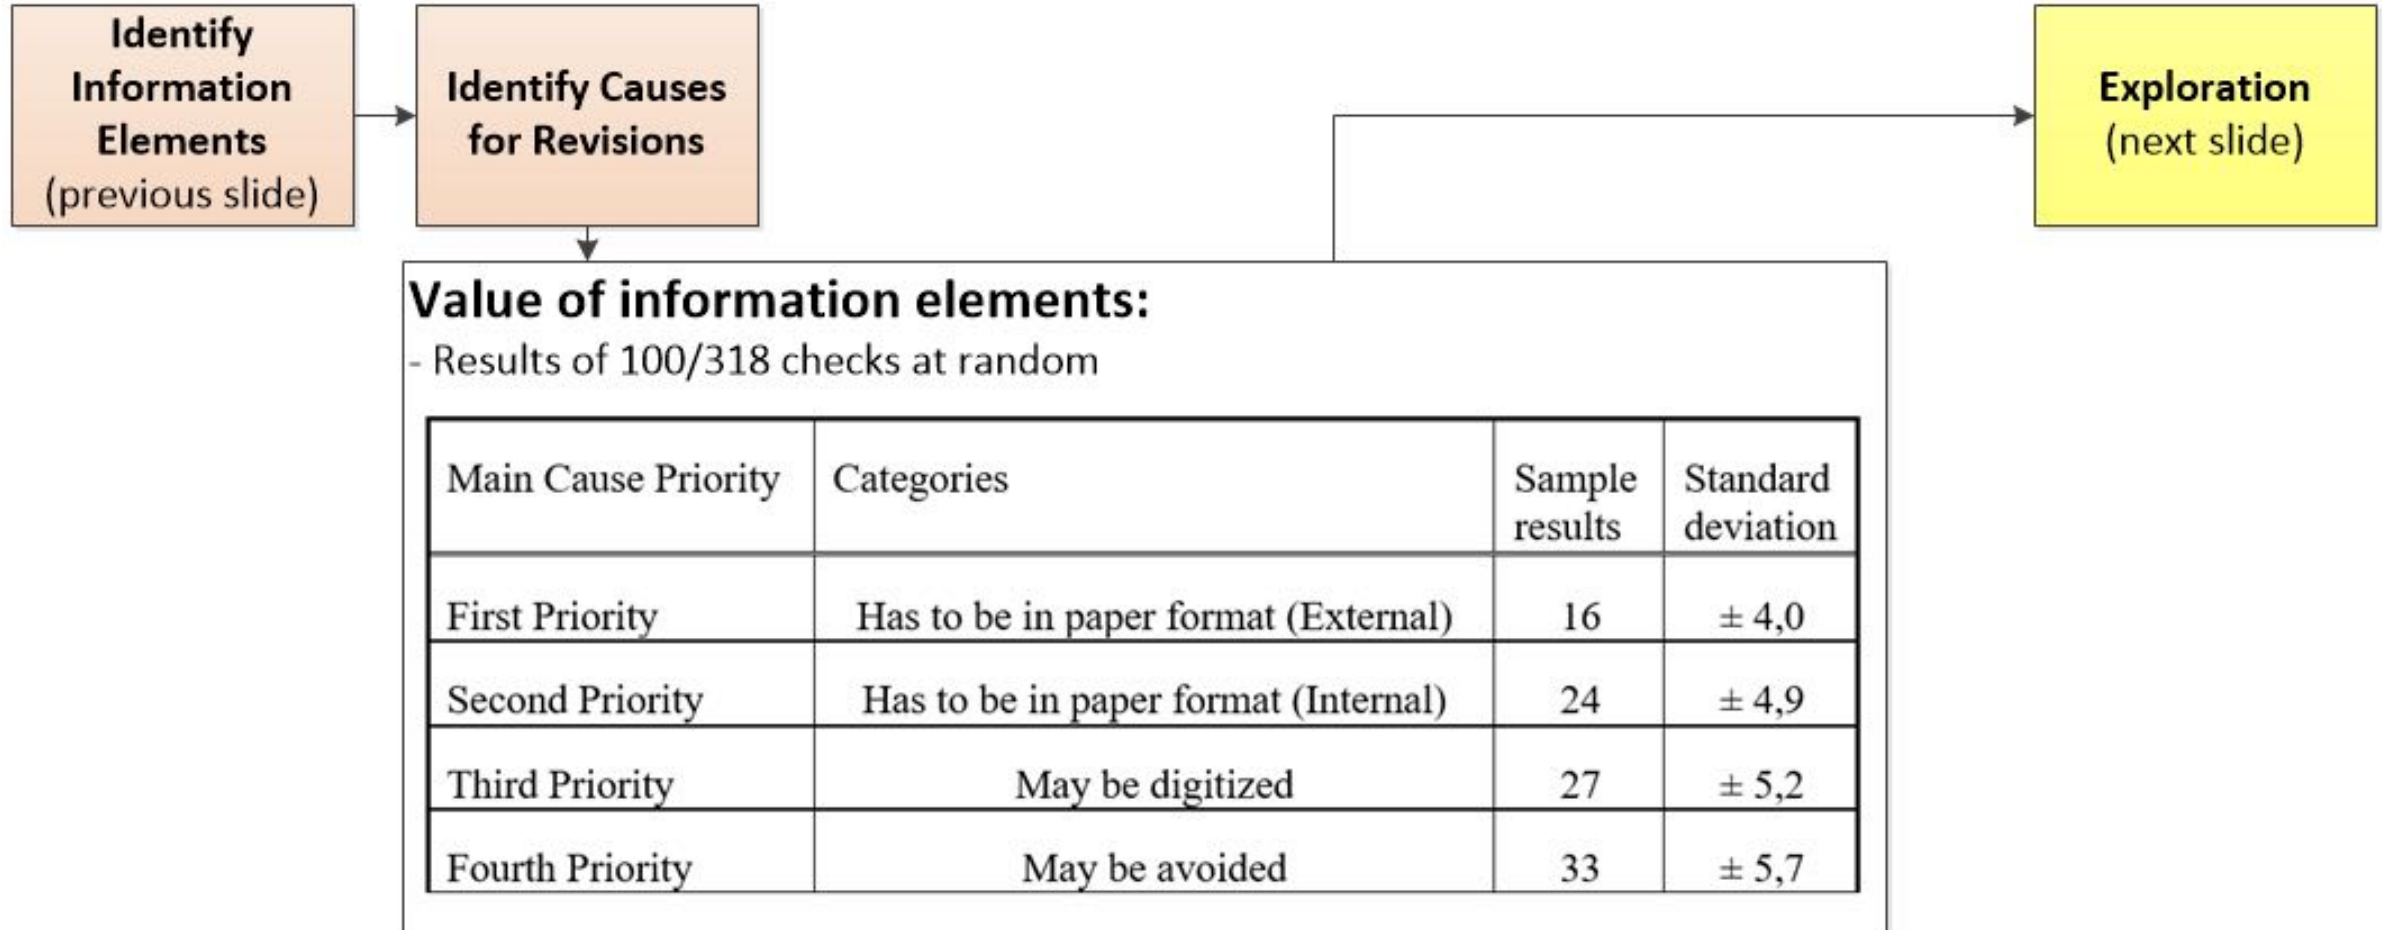 Identify
Information
Elements
(previous slide)
Identify Causes
for Revisions
Exploration
(next slide)
Value of information elements:
- Results of 100/318 checks at random
Main Cause Priority Categories Sample results Standard deviation
First Priority Has to be in paper format (External) 16 ± 4,0
Second Priority Has to be in paper format (Internal) 24 ± 4,9
Third Priority May be digitized 27 ± 5,2
Fourth Priority May be avoided 33 ± 5,7